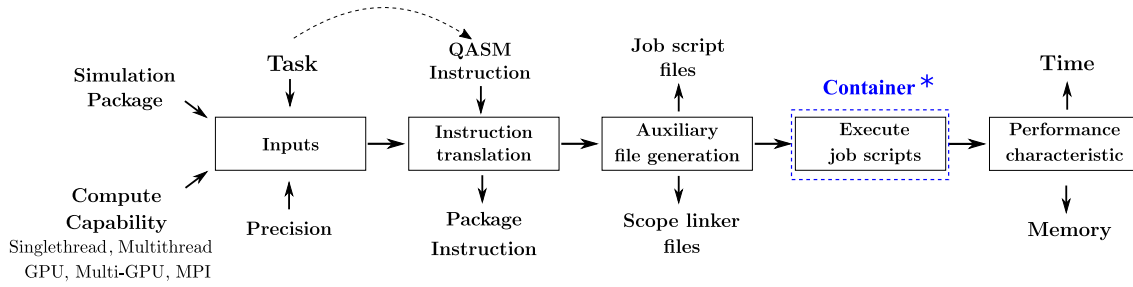 Simulation
Package
Task
QASM
Instruction
Job script
files
Container *
Time
Inputs
Instruction
translation
Auxiliary
file generation
Execute
job scripts
Performance
characteristic
Compute
Capability
Singlethread, Multithread
GPU, Multi-GPU, MPI
Precision
Package
Instruction
Scope linker
files
Memory